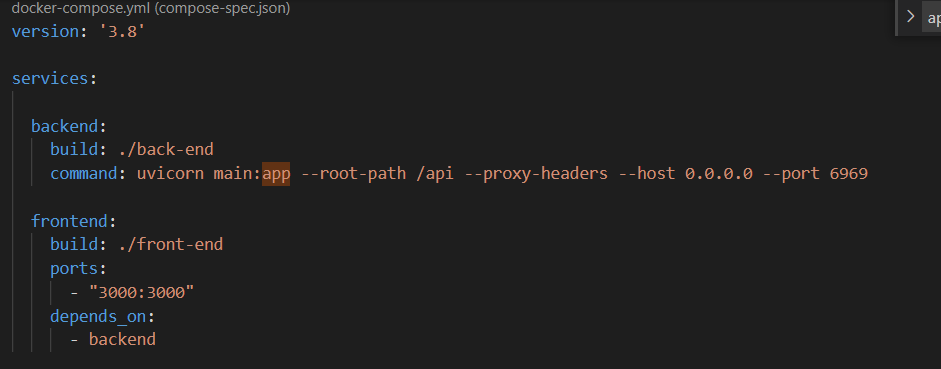 docker-compose.yml (compose-spec.json)
version: '3.8'
services:
backend:
build: ./back-end
command: uvicorn main:app --root-path /api --proxy-headers --host 0.0.0.0 --port 6969
frontend:
build: ./front-end
ports:
- "3000:3000"
depends_on:
- backend